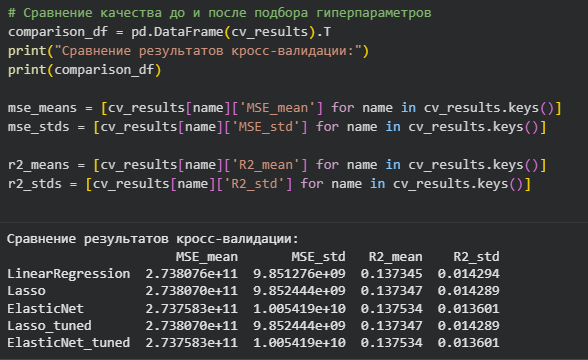 # Сравнение качества до и после подбора гиперпараметров
comparison_df = pd.DataFrame(cv_results).T
print("Сравнение результатов кросс-валидации:")
print(comparison_df)

mse_means = [cv_results[name]['MSE_mean'] for name in cv_results.keys()]
mse_stds = [cv_results[name]['MSE_std'] for name in cv_results.keys()]

r2_means = [cv_results[name]['R2_mean'] for name in cv_results.keys()]
r2_stds = [cv_results[name]['R2_std'] for name in cv_results.keys()]

Сравнение результатов кросс-валидации:
                      MSE_mean       MSE_std   R2_mean    R2_std
LinearRegression  2.738076e+11  9.851276e+09  0.137345  0.014294
Lasso             2.738070e+11  9.852444e+09  0.137347  0.014289
ElasticNet        2.737583e+11  1.005419e+10  0.137534  0.013601
Lasso_tuned       2.738070e+11  9.852444e+09  0.137347  0.014289
ElasticNet_tuned  2.737583e+11  1.005419e+10  0.137534  0.013601